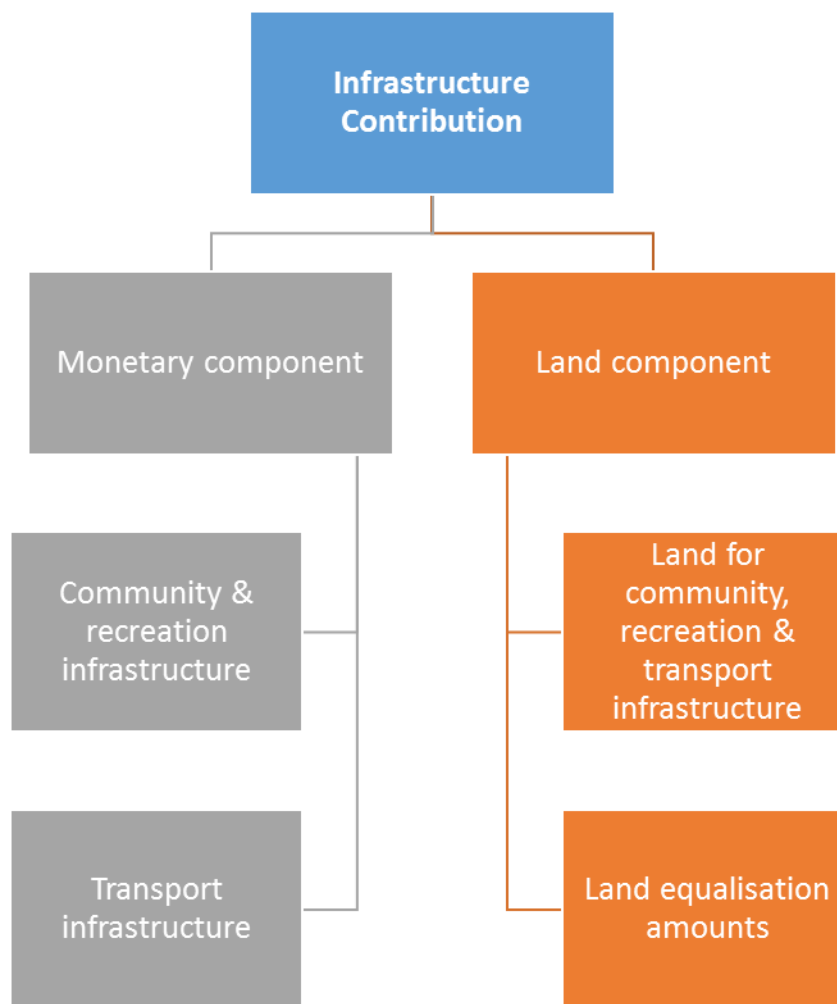 Infrastructure
Contribution
Monetary component
Land component
Community &
recreation
infrastructure
Land for
community,
recreation &
transport
infrastructure
Transport
infrastructure
Land equalisation
amounts